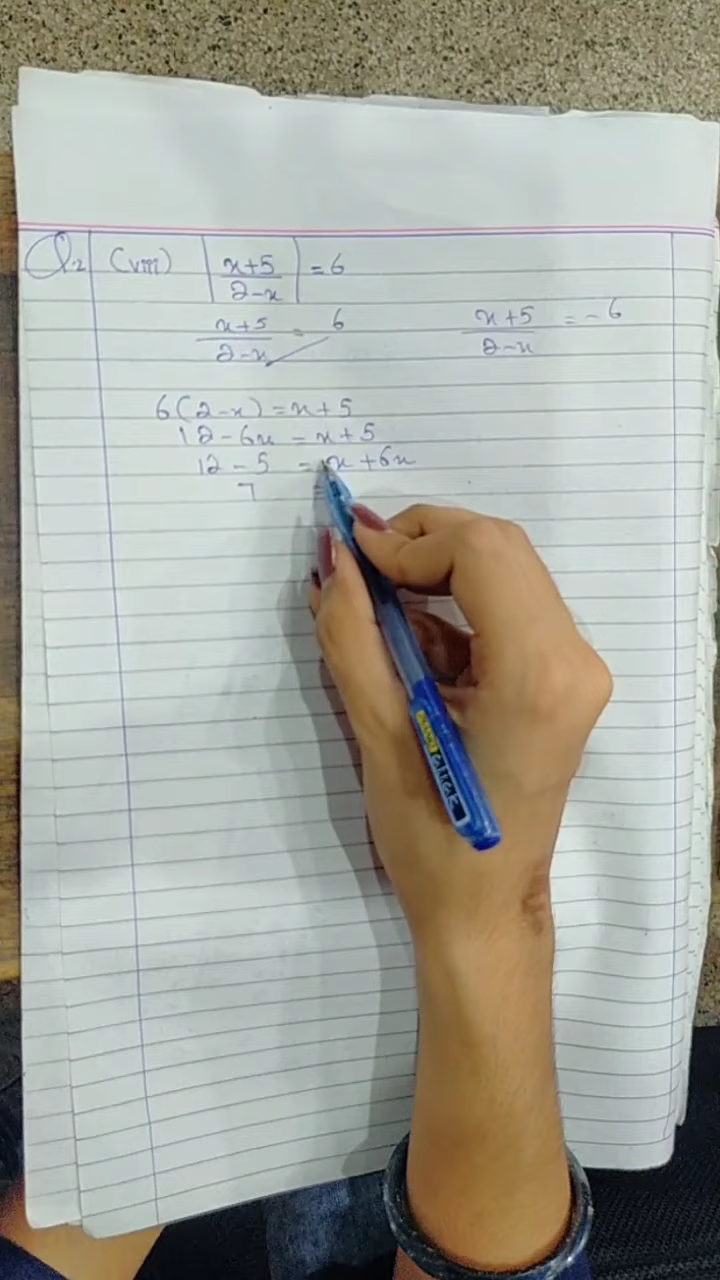 Q.2 (viii) |x+5/2-x| = 6
x+5/2-x = 6 x+5/2-x = -6
6(2-x) = x+5
12-6x = x+5
12-5 = x+6x
7 =